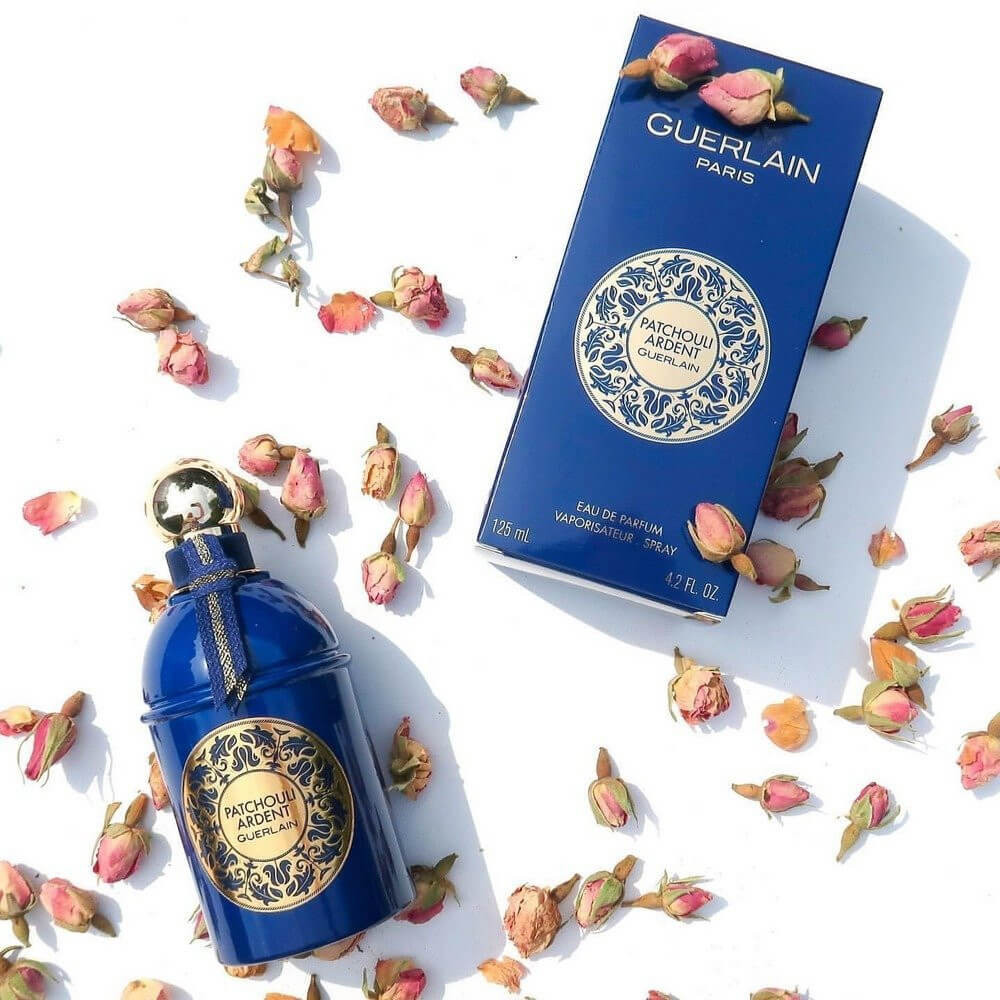 GUERLAIN
PARIS
PATCHOULI
ARDENT
GUERLAIN
EAU DE PARFUM
125 mL VAPORISATEUR SPRAY
4.2 FL. OZ.
PATCHOULI
ARDENT
GUERLAIN